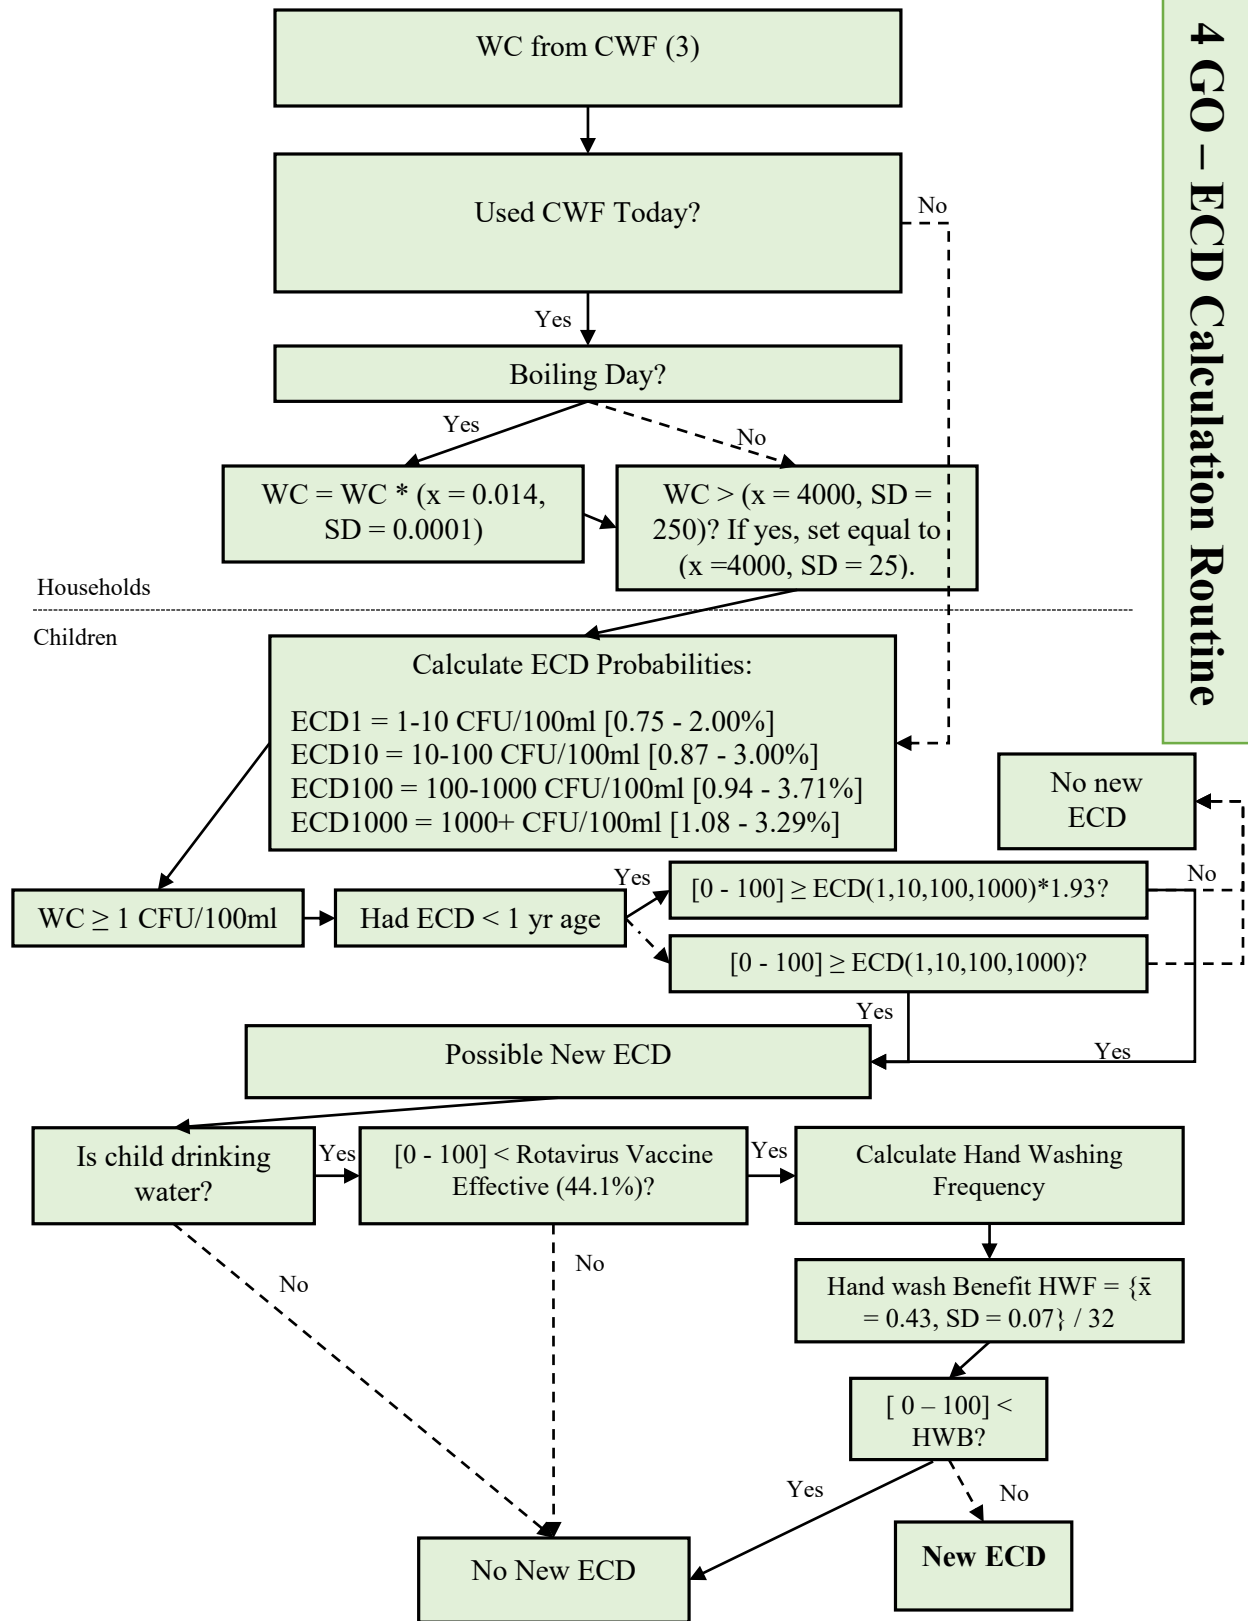 4 GO – ECD Calculation Routine
WC from CWF (3)
Used CWF Today?
No
Yes
Boiling Day?
Yes
No
WC = WC * (x = 0.014,
SD = 0.0001)
WC > (x = 4000, SD =
250)? If yes, set equal to
(x =4000, SD = 25).
Households
Children
Calculate ECD Probabilities:
ECD1 = 1-10 CFU/100ml [0.75 - 2.00%]
ECD10 = 10-100 CFU/100ml [0.87 - 3.00%]
ECD100 = 100-1000 CFU/100ml [0.94 - 3.71%]
ECD1000 = 1000+ CFU/100ml [1.08 - 3.29%]
No new
ECD
WC ≥ 1 CFU/100ml
Had ECD < 1 yr age
Yes
[0 - 100] ≥ ECD(1,10,100,1000)*1.93?
No
[0 - 100] ≥ ECD(1,10,100,1000)?
Yes
Yes
Possible New ECD
Is child drinking
water?
Yes
[0 - 100] < Rotavirus Vaccine
Effective (44.1%)?
Yes
Calculate Hand Washing
Frequency
No
No
Hand wash Benefit HWF = {x̄
= 0.43, SD = 0.07} / 32
[ 0 – 100] <
HWB?
Yes
No
No New ECD
New ECD